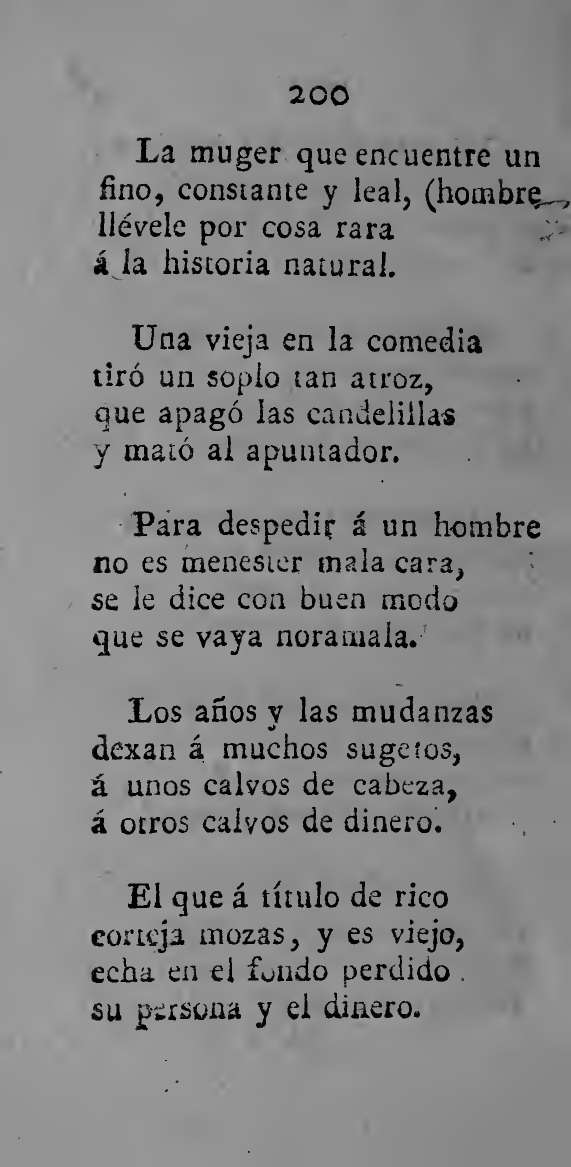 200
La muger que encuentre un
fino, constante y leal, (hombre
llévele por cosa rara
á la historia natural.
Una vieja en la comedia
tiró un soplo tan atroz,
que apagó las candelillas
y mató al apuntador.
Para despedir á un hombre
no es menester mala cara,
se le dice con buen modo
que se vaya noramala.
Los años y las mudanzas
dexan á muchos sugetos,
á unos calvos de cabeza,
á otros calvos de dinero.
El que á título de rico
corteja mozas, y es viejo,
echa en el fondo perdido
su persona y el dinero.